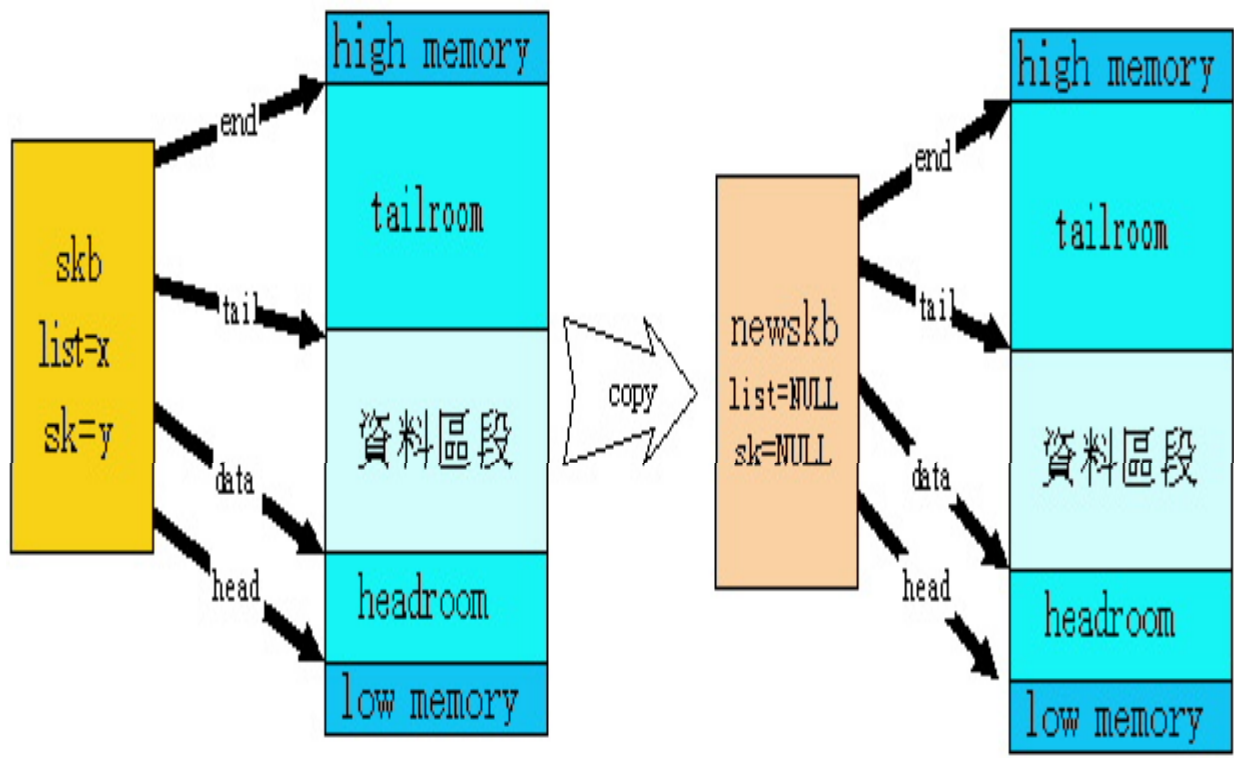 high memory
end
tailroom
skb
list=x
sk=y
tail
資料區段
data
head
headroom
low memory
copy
high memory
end
tailroom
newskb
list=NULL
sk=NULL
tail
資料區段
data
head
headroom
low memory